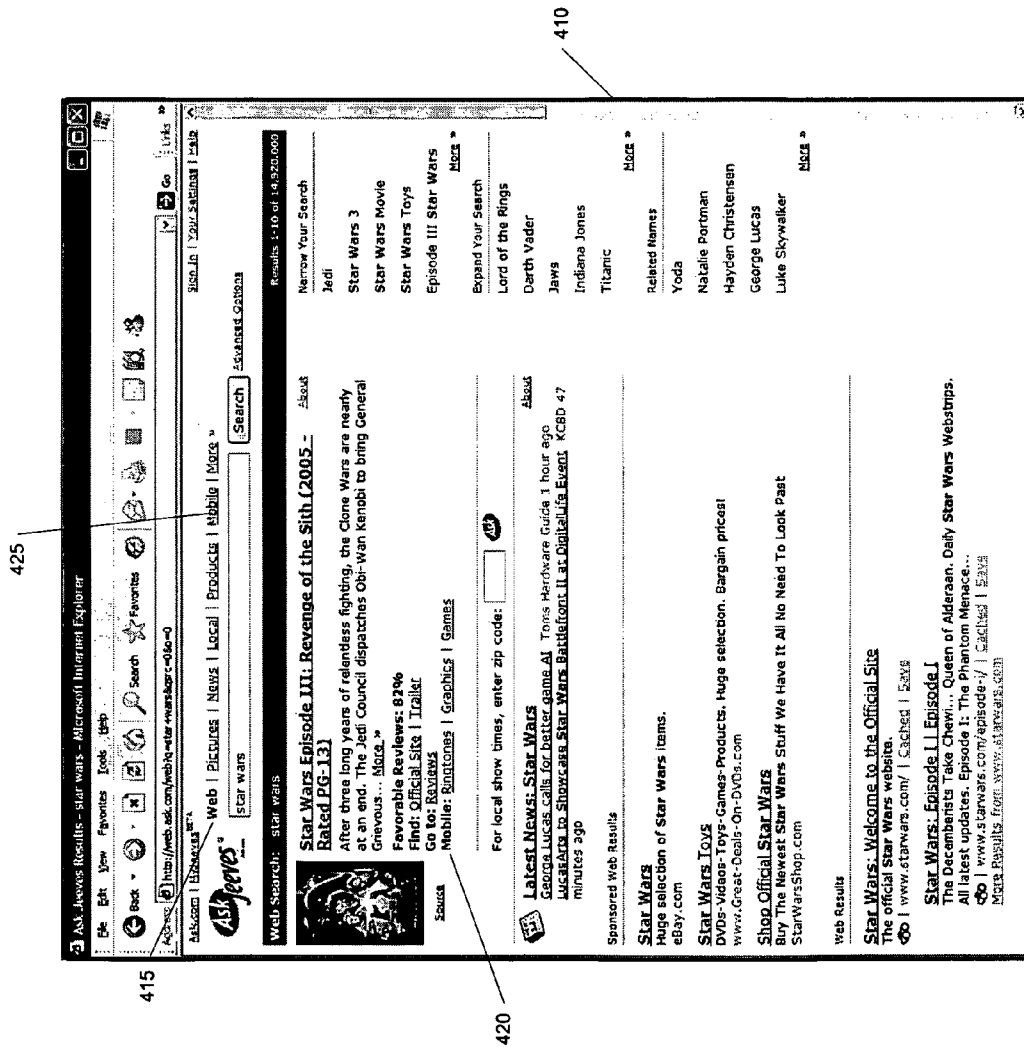 425
415
420
410
Ask Jeeves Results - star wars - Microsoft Internet Explorer
File Edit View Favorites Tools Help
Back Search Favorites
Address http://web.ask.com/web?q=star+wars&qsrc=0&o=0 Go Links »
Ask.com | MyJeeves BETA Sign In | Your Settings | Help
Ask Jeeves
Web | Pictures | News | Local | Products | Mobile | More »
star wars Search Advanced Options
Web Search: star wars Results 1-10 of 14,920,000
Star Wars Episode III: Revenge of the Sith (2005 - About
Rated PG-13)
After three long years of relentless fighting, the Clone Wars are nearly
at an end. The Jedi Council dispatches Obi-Wan Kenobi to bring General
Grievous... More »
Favorable Reviews: 82%
Find: Official Site | Trailer
Go to: Reviews
Mobile: Ringtones | Graphics | Games
Source
For local show times, enter zip code: Ask
Latest News: Star Wars About
George Lucas calls for better game AI Toms Hardware Guide 1 hour ago
LucasArts to Showcase Star Wars Battlefront II at DigitalLife Event KCBD 47
minutes ago
Sponsored Web Results
Star Wars
Huge selection of Star Wars items.
eBay.com
Star Wars Toys
DVDs-Videos-Toys-Games-Products. Huge selection. Bargain prices!
www.Great-Deals-On-DVDs.com
Shop Official Star Wars
Buy The Newest Star Wars Stuff We Have It All No Need To Look Past
StarWarsShop.com
Web Results
Star Wars: Welcome to the Official Site
The official Star Wars website.
| www.starwars.com/ | Cached | Save
Star Wars: Episode I | Episode I
The Decemberists Take Chewi... Queen of Alderaan. Daily Star Wars Webstrips.
All latest updates. Episode I: The Phantom Menace...
| www.starwars.com/episode-i/ | Cached | Save
More Results from www.starwars.com
Narrow Your Search
Jedi
Star Wars 3
Star Wars Movie
Star Wars Toys
Episode III Star Wars
More »
Expand Your Search
Lord of the Rings
Darth Vader
Jaws
Indiana Jones
Titanic
More »
Related Names
Yoda
Natalie Portman
Hayden Christensen
George Lucas
Luke Skywalker
More »